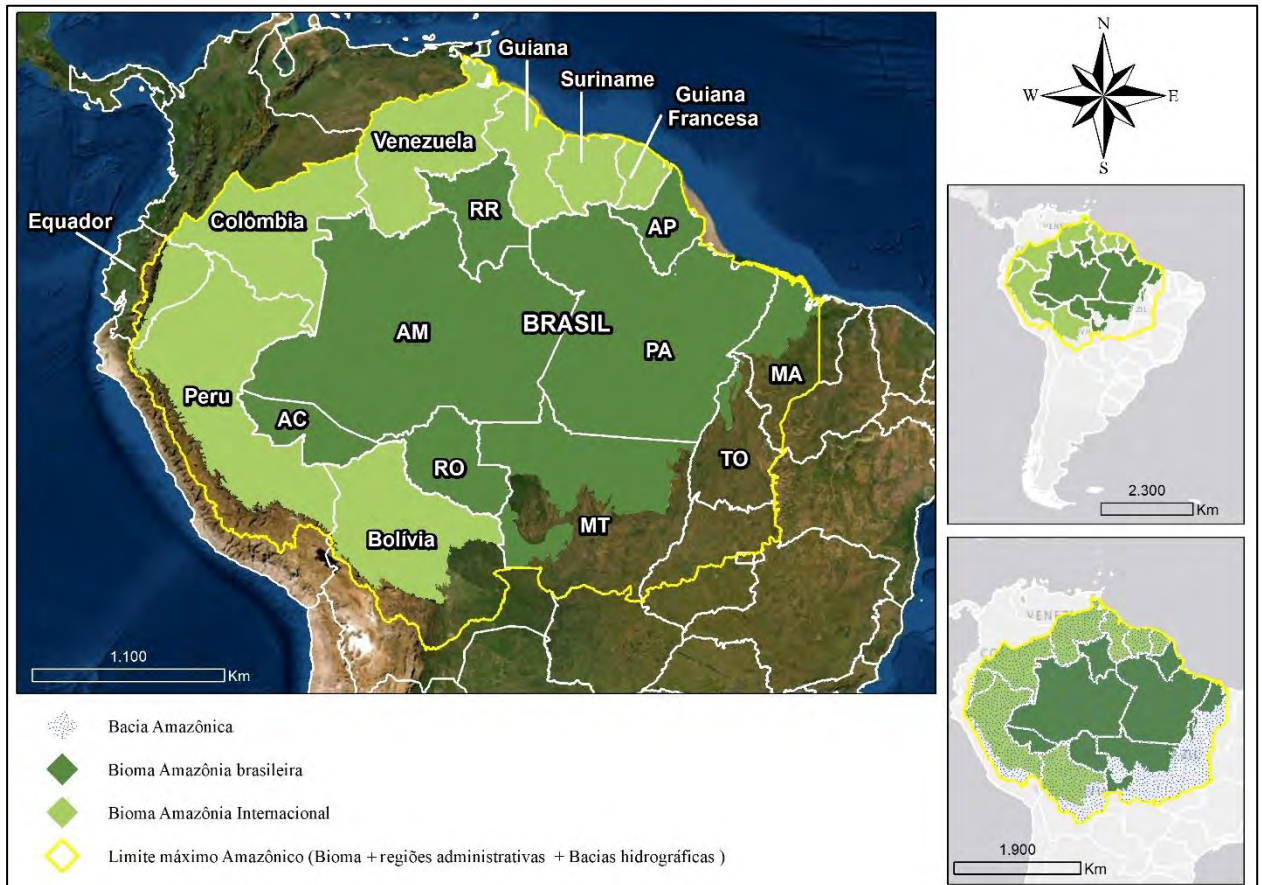 Guiana
Suriname
Guiana
Francesa
Venezuela
RR
AP
Colômbia
Equador
AM
BRASIL
PA
MA
Peru
AC
RO
TO
MT
Bolívia
1.100
Km
Bacia Amazônica
Bioma Amazônia brasileira
Bioma Amazônia Internacional
Limite máximo Amazônico (Bioma + regiões administrativas + Bacias hidrográficas )
N
W
E
S
2.300
Km
1.900
Km